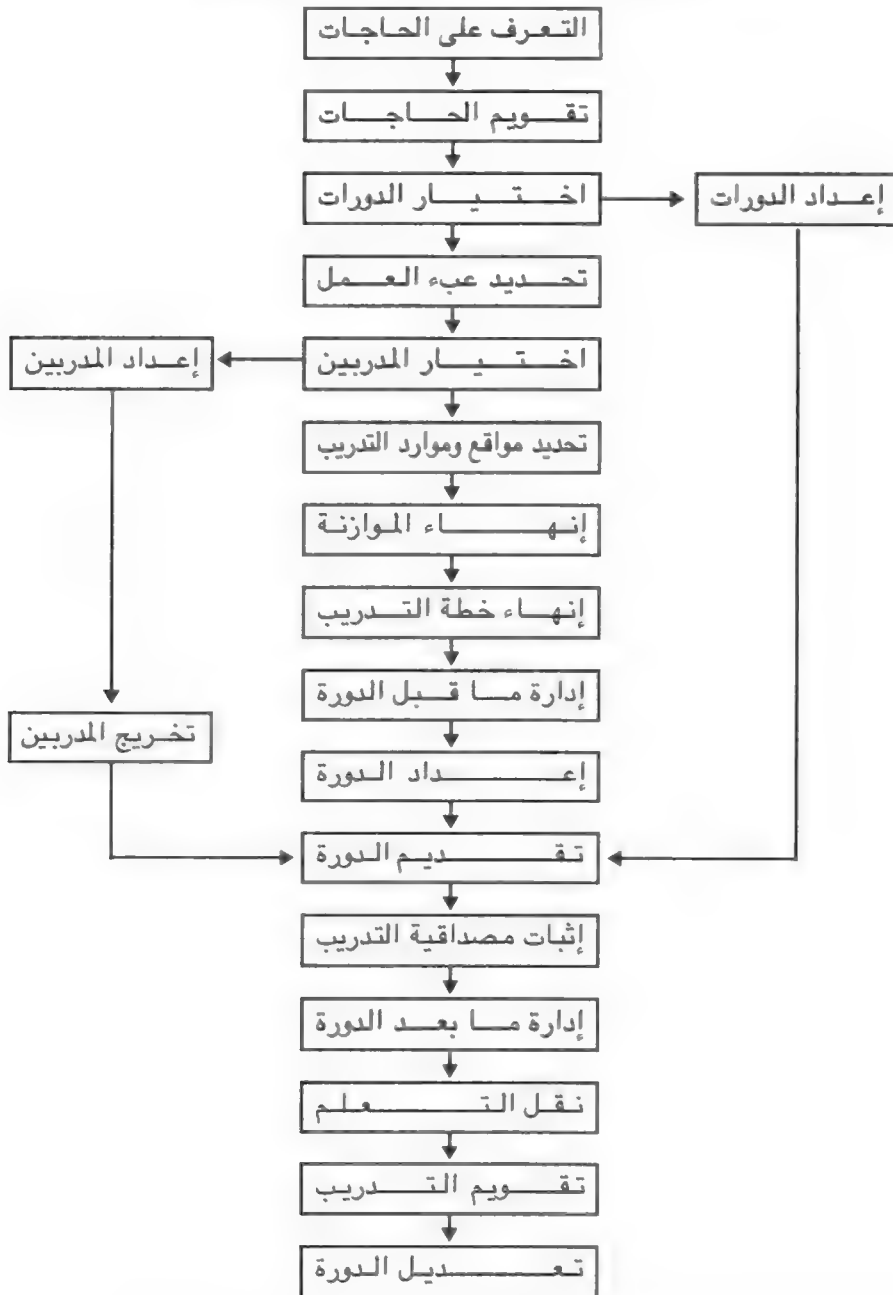 التعرف على الحاجات
تقويم الحاجات
اختيار الدورات
إعداد الدورات
تحديد عبء العمل
اختيار المدربين
إعداد المدربين
تحديد مواقع وموارد التدريب
إنهاء الموازنة
إنهاء خطة التدريب
إدارة ما قبل الدورة
تخريج المدربين
إعداد الدورة
تقديم الدورة
إثبات مصداقية التدريب
إدارة ما بعد الدورة
نقل التعلم
تقويم التدريب
تعديل الدورة